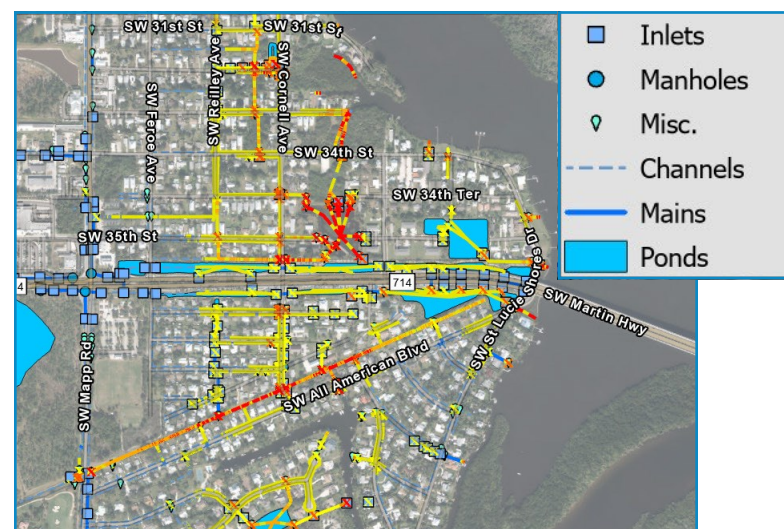 SW 31st St
SW 31st St
SW Reilley Ave
SW Cornell Ave
SW Feroe Ave
SW 34th St
SW 34th Ter
SW 35th St
SW St Lucie Shores Dr
4
714
SW Martin Hwy
SW Mapp Rd
SW All American Blvd
Inlets
Manholes
Misc.
Channels
Mains
Ponds